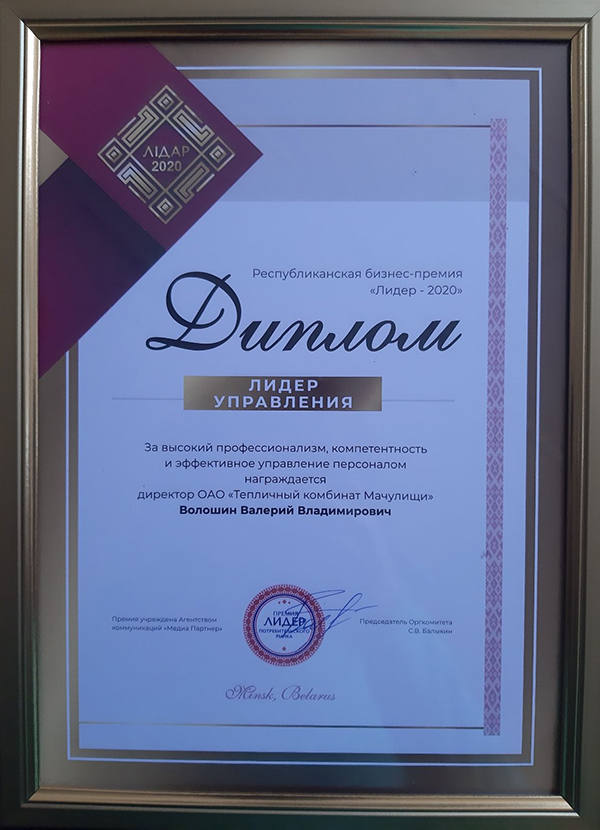 ЛІДАР
2020
Республиканская бизнес-премия
«Лидер - 2020»
Диплом
ЛИДЕР
УПРАВЛЕНИЯ
За высокий профессионализм, компетентность
и эффективное управление персоналом
награждается
директор ОАО «Тепличный комбинат Мачулищи»
Волошин Валерий Владимирович
Премия учреждена Агентством
коммуникаций «Медиа Партнер»
ПРЕМИЯ
ЛИДЕР
ПОТРЕБИТЕЛЬСКОГО
РЫНКА
Председатель Оргкомитета
С.В. Балыкин
Minsk, Belarus